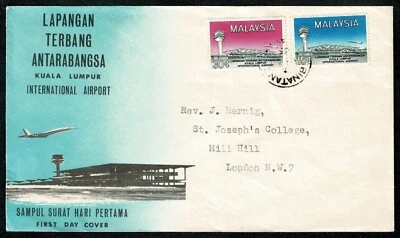 LAPANGAN
TERBANG
ANTARABANGSA
KUALA LUMPUR
INTERNATIONAL AIRPORT
MALAYSIA
MALAYSIA
Rev. J. Hernig,
St. Joseph's College,
Mill Hill
London N.W.7
SAMPUL SURAT HARI PERTAMA
FIRST DAY COVER